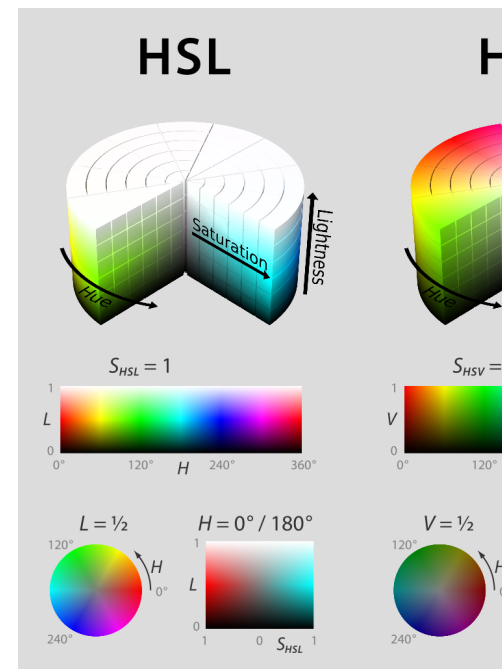 HSL
H
Saturation
Lightness
Hue
Hue
S_HSL = 1
1
L
0
0°
120°
H
240°
360°
S_HSV =
1
V
0
0°
120°
L = ½
120°
H
0°
240°
H = 0° / 180°
1
L
0
1
0
S_HSL
1
V = ½
120°
H
0
240°